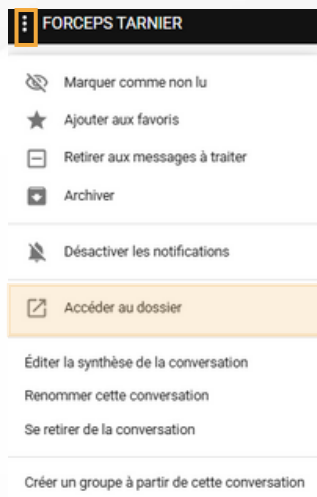 FORCEPS TARNIER
Marquer comme non lu
Ajouter aux favoris
Retirer aux messages à traiter
Archiver
Désactiver les notifications
Accéder au dossier
Éditer la synthèse de la conversation
Renommer cette conversation
Se retirer de la conversation
Créer un groupe à partir de cette conversation